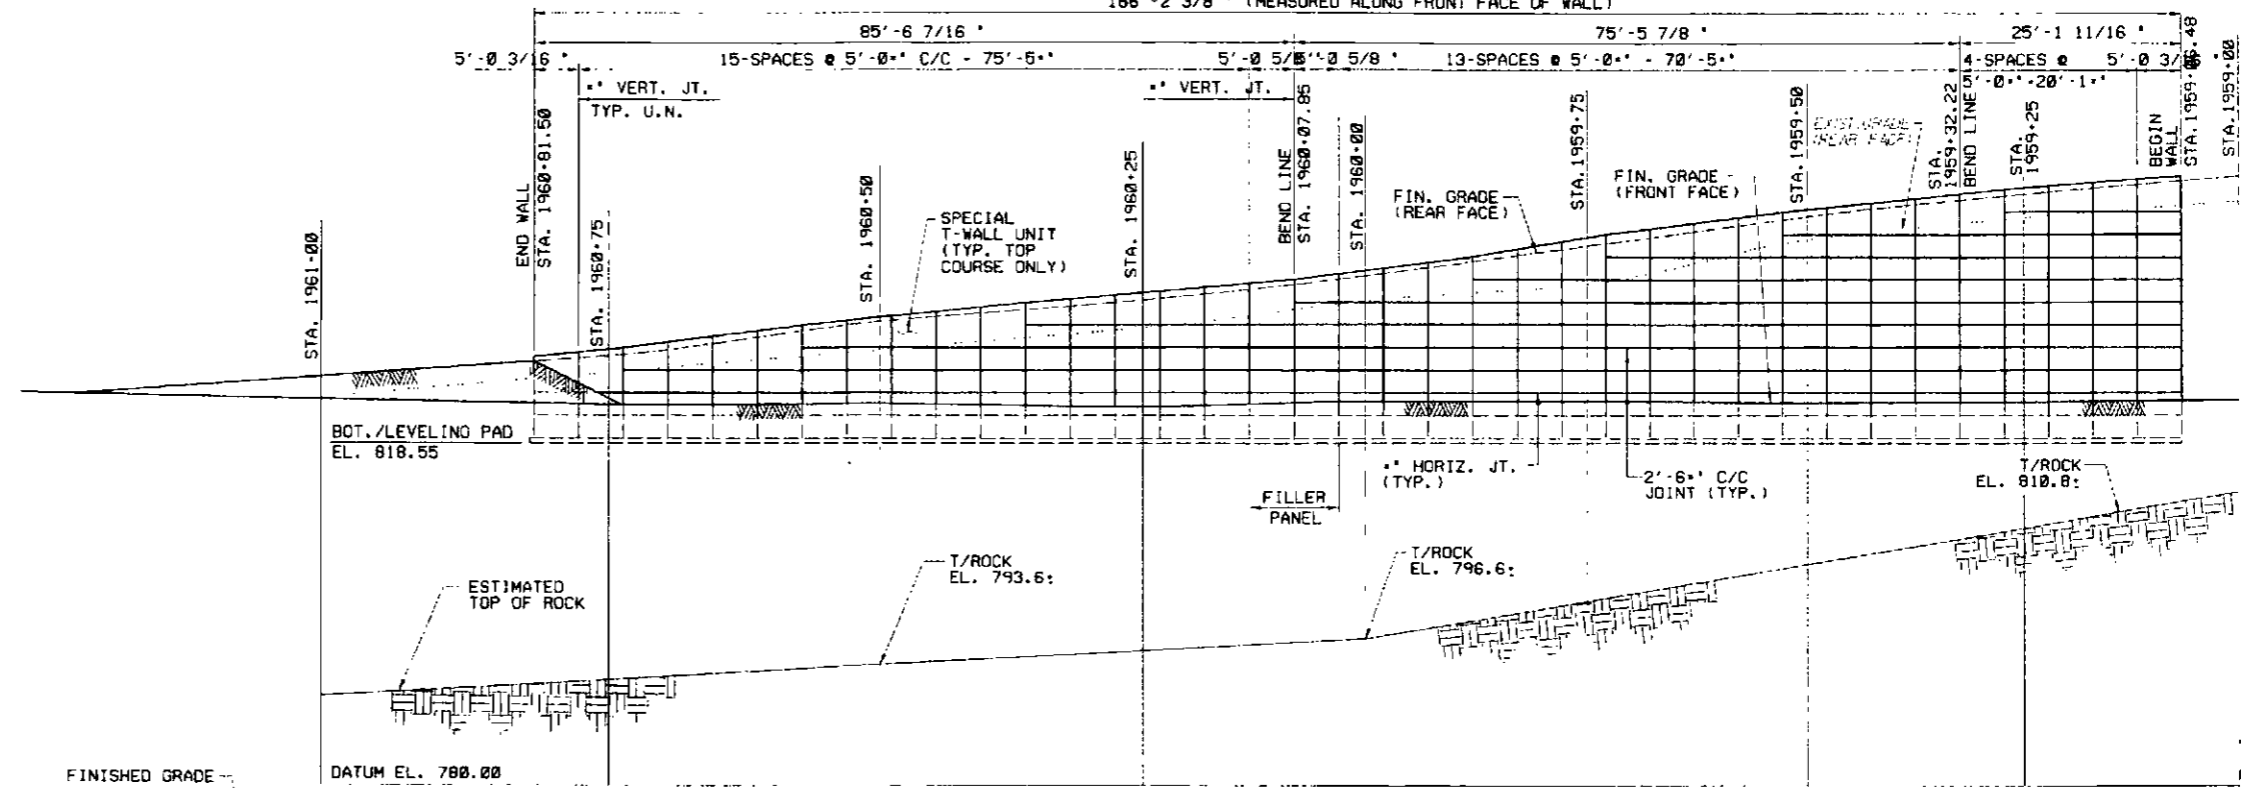 (MEASURED ALONG FRONT FACE OF WALL)
85'-6 7/16 "
75'-5 7/8 "
25'-1 11/16 "
5'-0 3/16 "
15-SPACES @ 5'-0±" C/C - 75'-5±"
5'-0 5/8
5'-0 5/8 "
13-SPACES @ 5'-0±" - 70'-5±"
4-SPACES @
5'-0±" 20'-1±"
VERT. JT.
TYP. U.N.
VERT. JT.
STA. 1961+00
END WALL
STA. 1960+81.50
STA. 1960+75
STA. 1960+50
SPECIAL
T-WALL UNIT
(TYP. TOP
COURSE ONLY)
STA. 1960+25
BEND LINE
STA. 1960+07.85
STA. 1960+00
FIN. GRADE
(REAR FACE)
STA. 1959+75
FIN. GRADE
(FRONT FACE)
STA. 1959+50
EXIST. GRADE
(REAR FACE)
STA.
1959+32.22
BEND LINE
STA.
1959+25
BEGIN
WALL
STA. 1959+00
BOT./LEVELING PAD
EL. 818.55
HORIZ. JT.
(TYP.)
2'-6±" C/C
JOINT (TYP.)
FILLER
PANEL
T/ROCK
EL. 810.8±
T/ROCK
EL. 796.6±
T/ROCK
EL. 793.6±
ESTIMATED
TOP OF ROCK
FINISHED GRADE
DATUM EL. 780.00